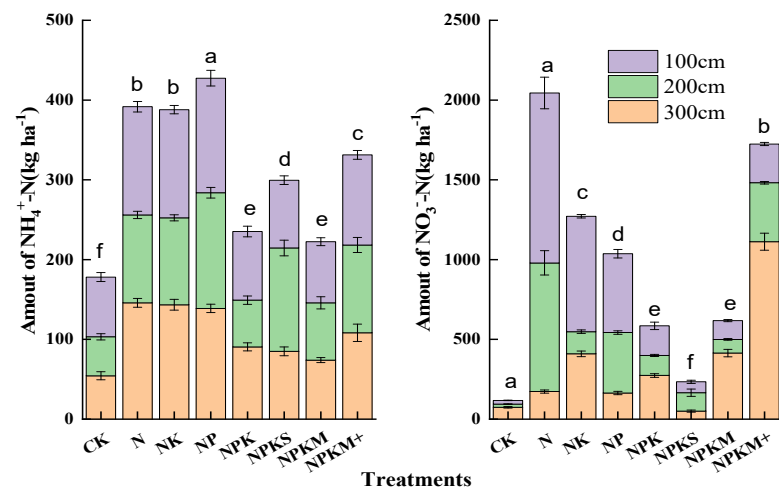 Amout of NH₄⁺-N(kg ha⁻¹)
500
400
300
200
100
0
f
b
b
a
e
d
e
c
CK
N
NK
NP
NPK
NPKS
NPKM
NPKM+
Amout of NO₃⁻-N(kg ha⁻¹)
2500
2000
1500
1000
500
0
100cm
200cm
300cm
a
a
c
d
e
f
e
b
CK
N
NK
NP
NPK
NPKS
NPKM
NPKM+
Treatments